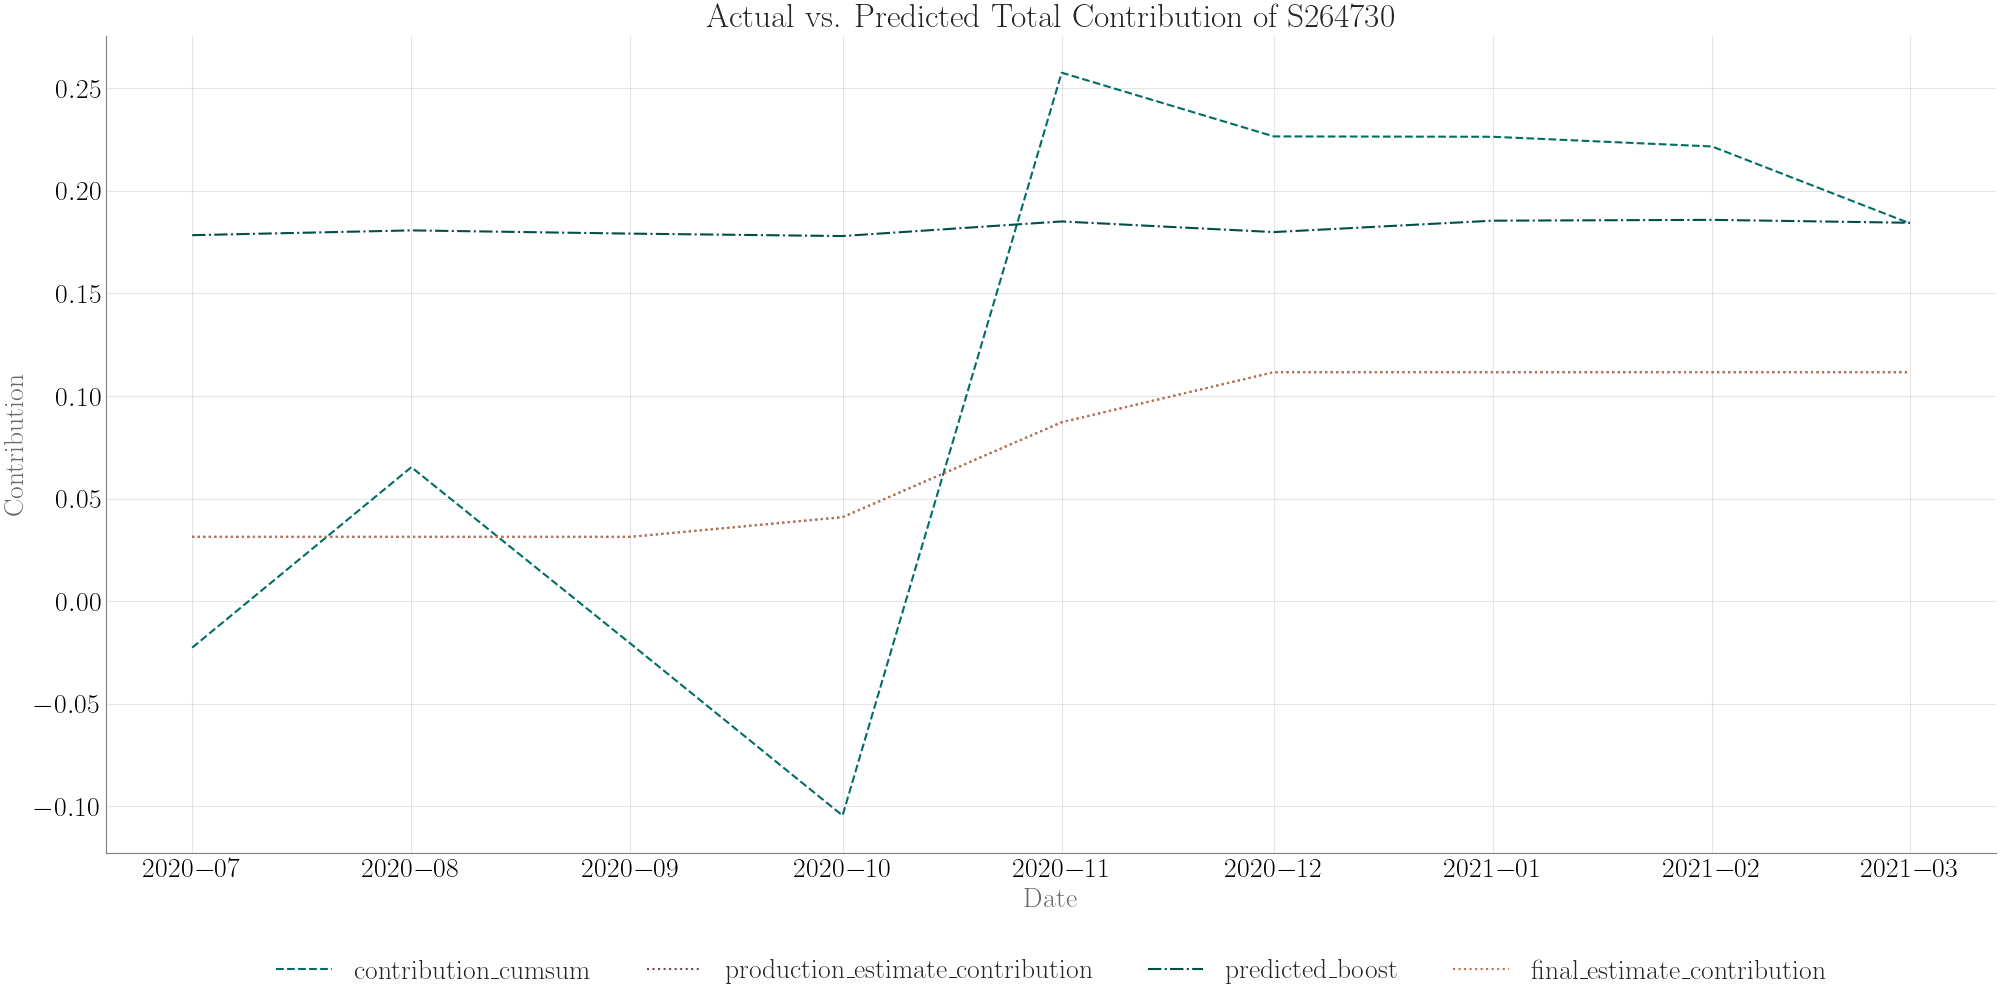 Actual vs. Predicted Total Contribution of S264730
0.25
0.20
0.15
0.10
0.05
0.00
−0.05
−0.10
Contribution
2020−07 2020−08 2020−09 2020−10 2020−11 2020−12 2021−01 2021−02 2021−03
Date
contribution_cumsum production_estimate_contribution predicted_boost final_estimate_contribution